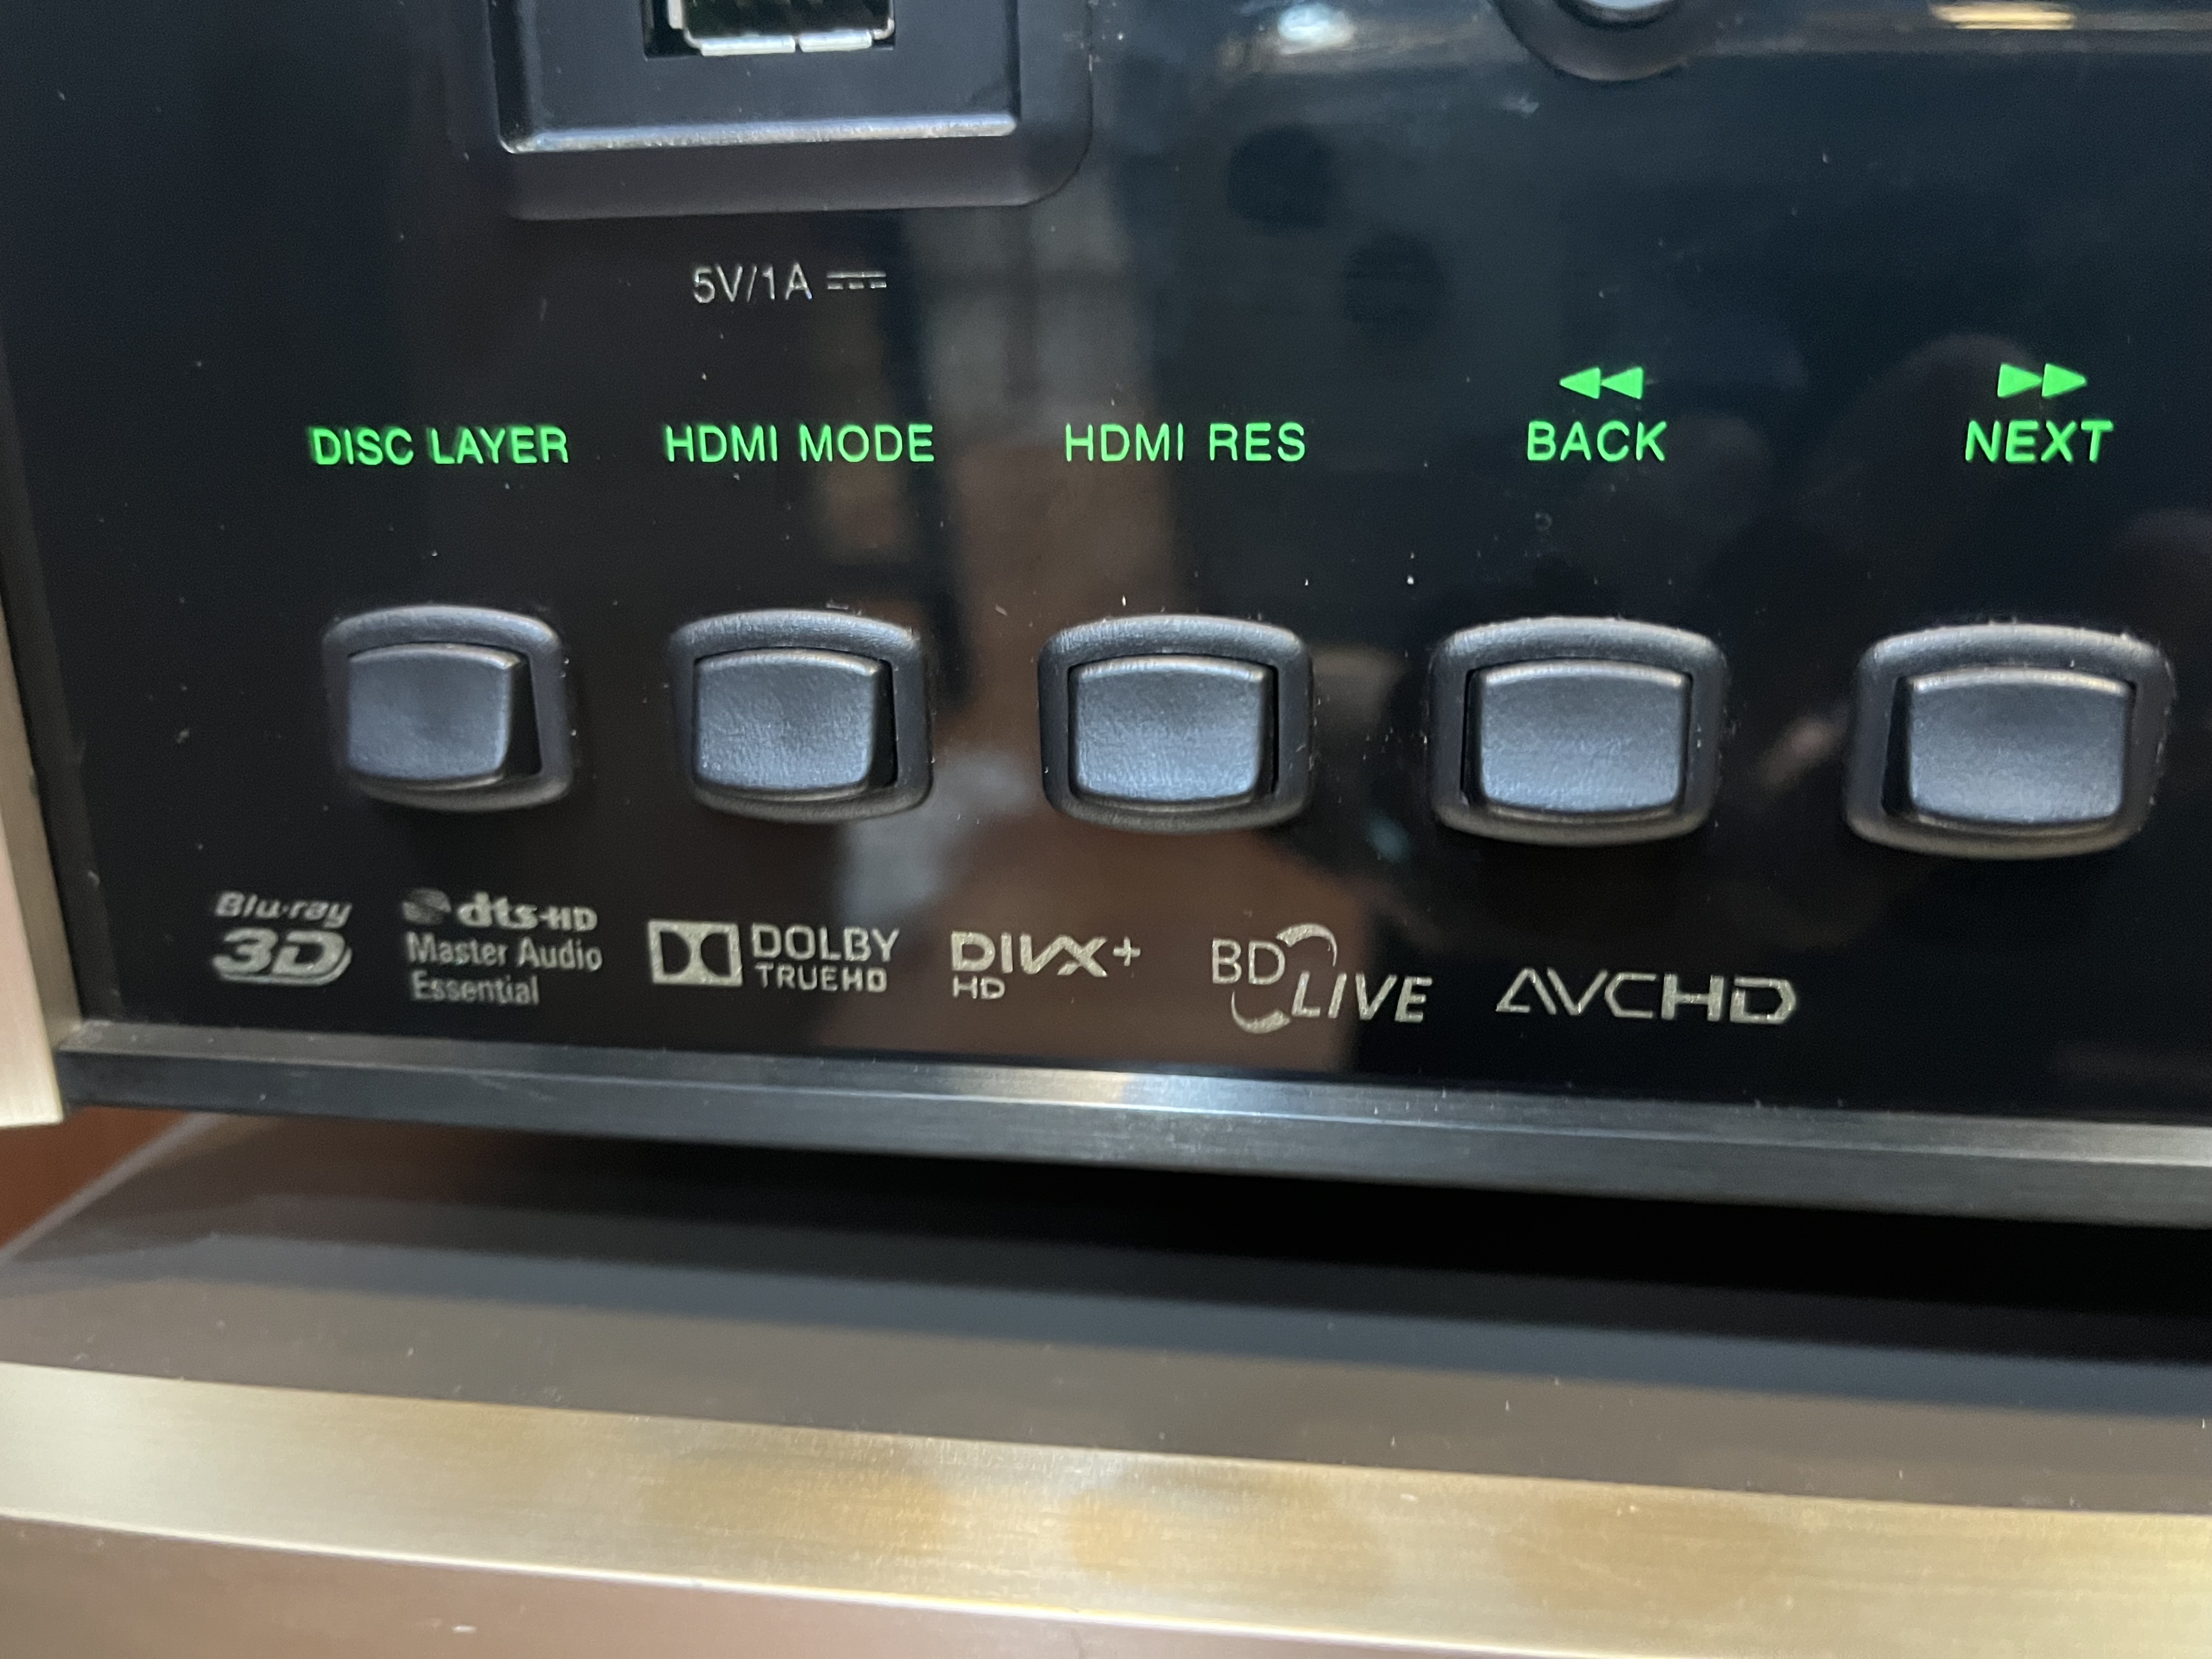 5V/1A
DISC LAYER HDMI MODE HDMI RES BACK NEXT
Blu-ray
3D
dts-HD
Master Audio
Essential
DOLBY
TRUEHD
DIVX+
HD
BD
LIVE
AVCHD